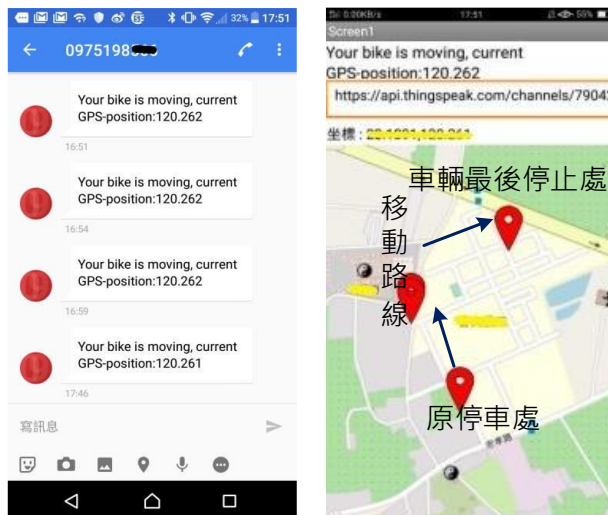 32% 17:51
0975198
Your bike is moving, current
GPS-position:120.262
16:51
Your bike is moving, current
GPS-position:120.262
16:54
Your bike is moving, current
GPS-position:120.262
16:59
Your bike is moving, current
GPS-position:120.261
17:46
寫訊息
17:51
Screen1
Your bike is moving, current
GPS-position:120.262
https://api.thingspeak.com/channels/7904
坐標:
車輛最後停止處
移動路線
原停車處